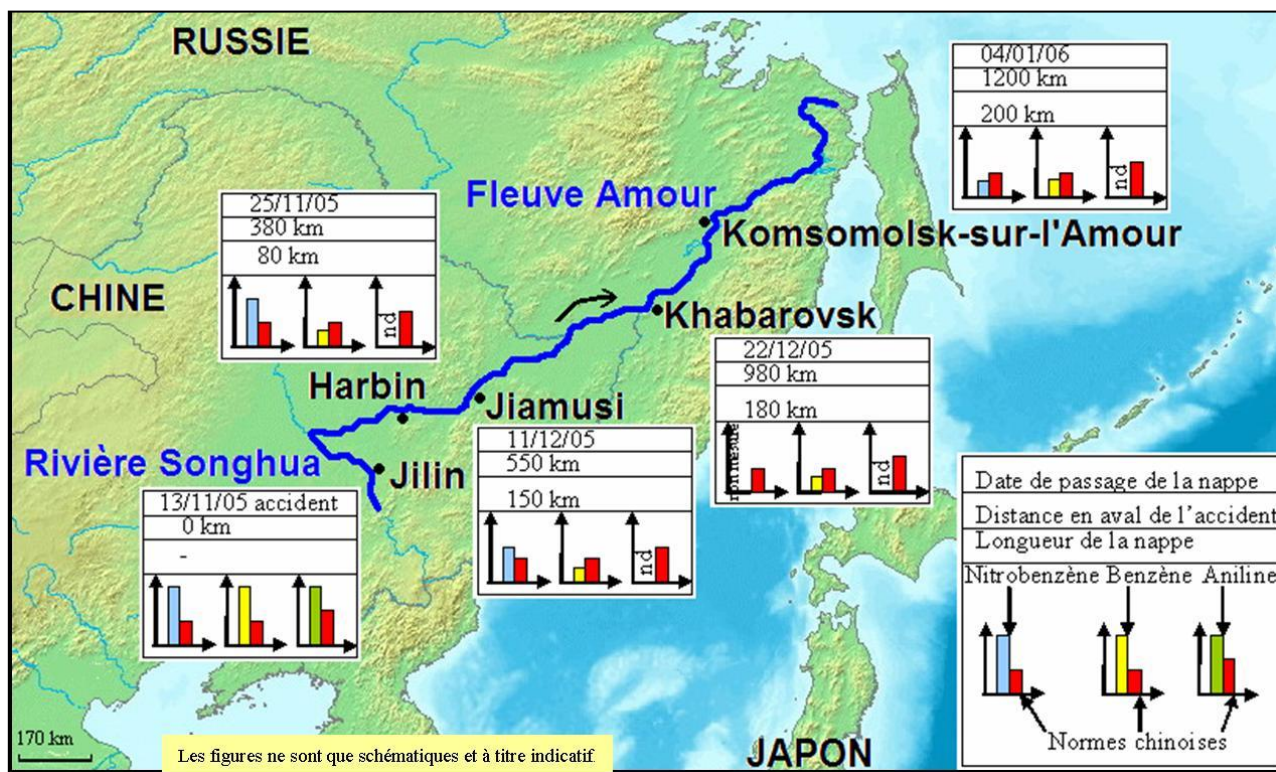 RUSSIE
04/01/06
1200 km
200 km
nd
Fleuve Amour
Komsomolsk-sur-l'Amour
25/11/05
380 km
80 km
nd
CHINE
Khabarovsk
22/12/05
980 km
180 km
nd
Harbin
Jiamusi
11/12/05
550 km
150 km
nd
Rivière Songhua
Jilin
13/11/05 accident
0 km
-
Date de passage de la nappe
Distance en aval de l'accident
Longueur de la nappe
Nitrobenzène Benzène Aniline
Normes chinoises
170 km
Les figures ne sont que schématiques et à titre indicatif.
JAPON